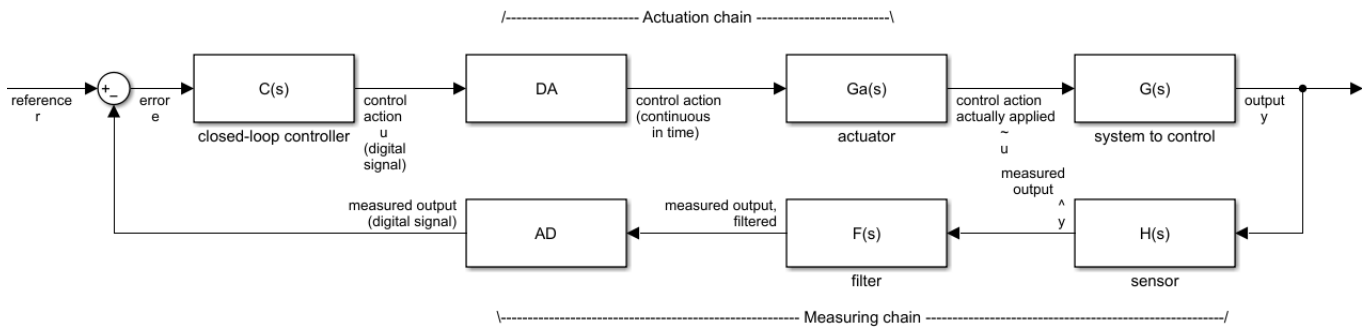 /------------------------ Actuation chain ------------------------\
+
_
C(s)
DA
Ga(s)
G(s)
reference
r
error
e
closed-loop controller
control
action
u
(digital
signal)
control action
(continuous
in time)
actuator
control action
actually applied
~
u
system to control
output
y
measured output
(digital signal)
AD
measured output,
filtered
F(s)
filter
measured
output
^
y
H(s)
sensor
\------------------------------------------------------ Measuring chain ------------------------------------------------------/